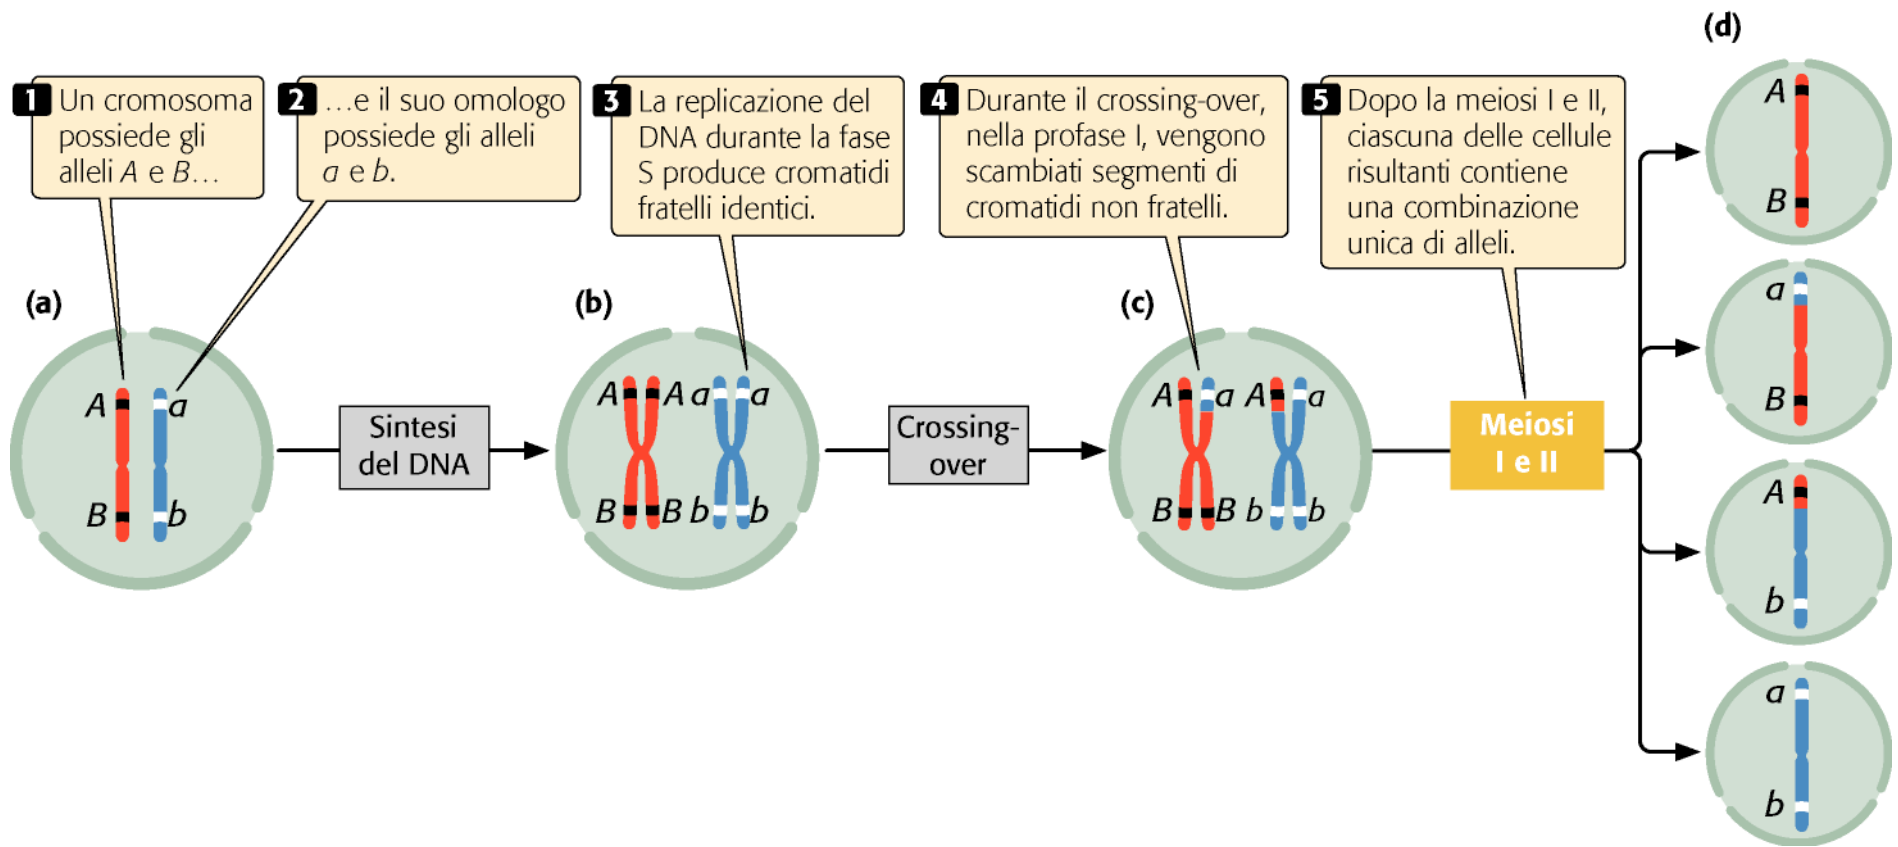 (d)
1 Un cromosoma
possiede gli
alleli A e B…
2 …e il suo omologo
possiede gli alleli
a e b.
3 La replicazione del
DNA durante la fase
S produce cromatidi
fratelli identici.
4 Durante il crossing-over,
nella profase I, vengono
scambiati segmenti di
cromatidi non fratelli.
5 Dopo la meiosi I e II,
ciascuna delle cellule
risultanti contiene
una combinazione
unica di alleli.
(a)
A a
B b
Sintesi
del DNA
(b)
A A a a
B B b b
Crossing-
over
(c)
A a A a
B B b b
Meiosi
I e II
A
B
a
B
A
b
a
b